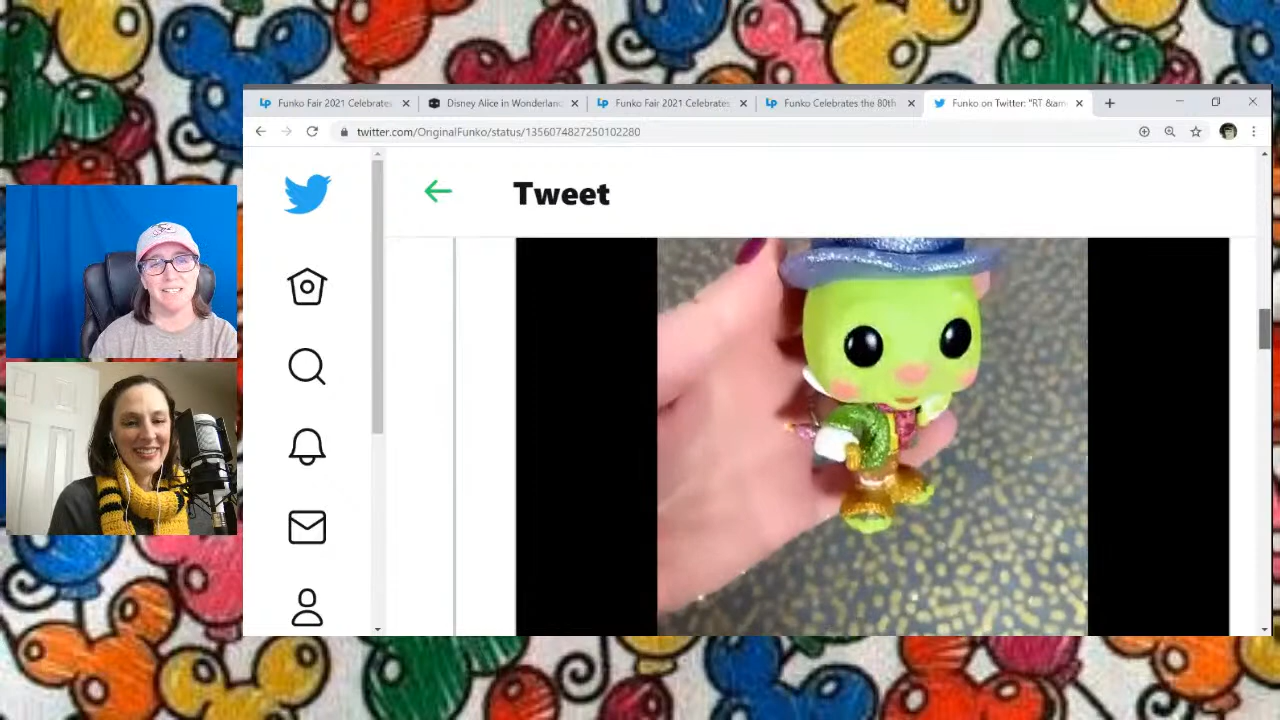 Funko Fair 2021 Celebrates
Disney Alice in Wonderlan
Funko Fair 2021 Celebrates
Funko Celebrates the 80th
Funko on Twitter: "RT &am
twitter.com/OriginalFunko/status/1356074827250102280
Tweet